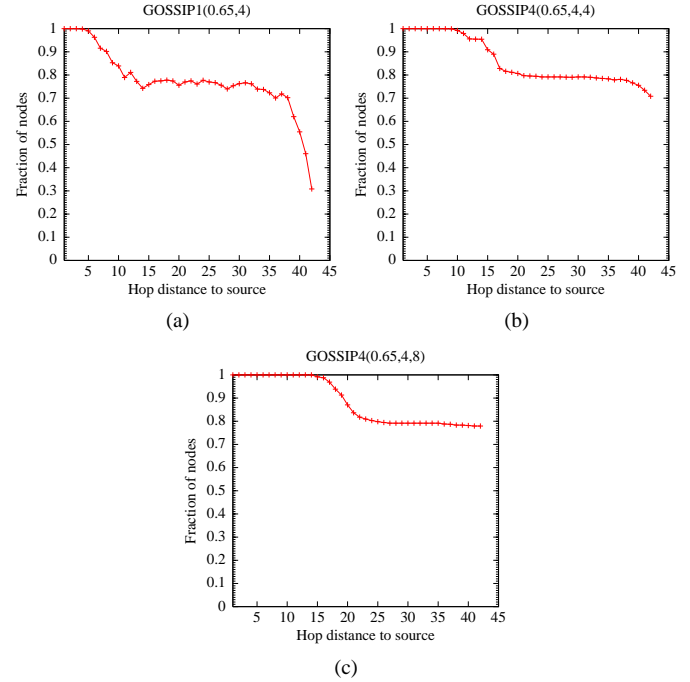 GOSSIP1(0.65,4)
1
0.9
0.8
0.7
0.6
0.5
0.4
0.3
0.2
0.1
0
Fraction of nodes
5 10 15 20 25 30 35 40 45
Hop distance to source
(a)
GOSSIP4(0.65,4,4)
1
0.9
0.8
0.7
0.6
0.5
0.4
0.3
0.2
0.1
0
Fraction of nodes
5 10 15 20 25 30 35 40 45
Hop distance to source
(b)
GOSSIP4(0.65,4,8)
1
0.9
0.8
0.7
0.6
0.5
0.4
0.3
0.2
0.1
0
Fraction of nodes
5 10 15 20 25 30 35 40 45
Hop distance to source
(c)